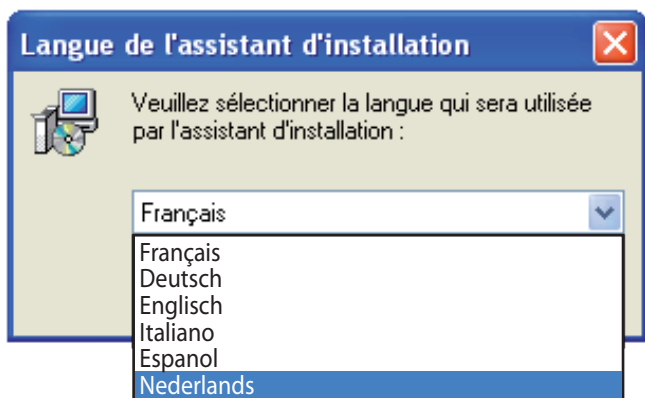 Langue de l'assistant d'installation
Veuillez sélectionner la langue qui sera utilisée
par l'assistant d'installation :
Français
Français
Deutsch
Englisch
Italiano
Espanol
Nederlands